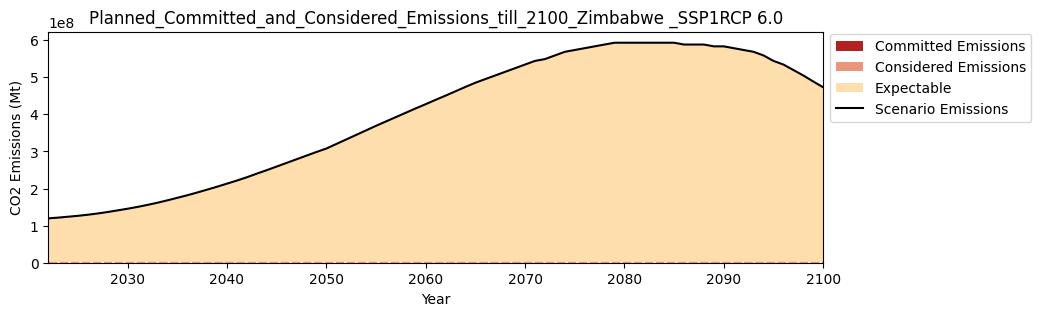 Planned_Committed_and_Considered_Emissions_till_2100_Zimbabwe _SSP1RCP 6.0
1e8
6
5
4
3
2
1
0
CO2 Emissions (Mt)
2030 2040 2050 2060 2070 2080 2090 2100
Year
Committed Emissions
Considered Emissions
Expectable
Scenario Emissions